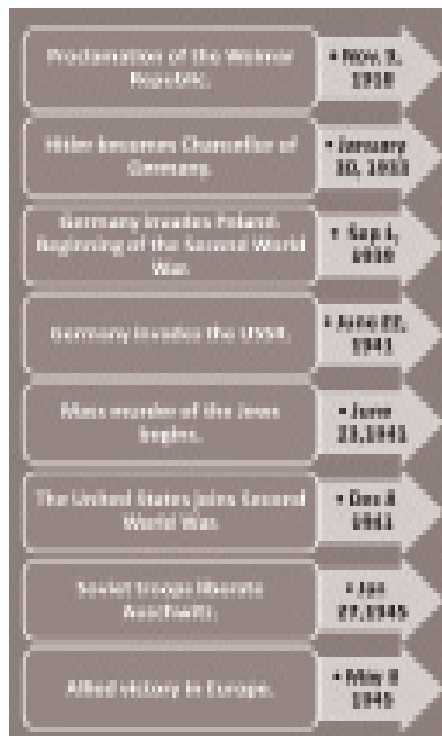 Proclamation of the Weimar
Republic.
• Nov. 9,
1918
Hitler becomes Chancellor of
Germany.
• January
30, 1933
Germany invades Poland.
Beginning of the Second World
War.
• Sep 1,
1939
Germany invades the USSR.
• June 22,
1941
Mass murder of the Jews
begins.
• June
23,1941
The United States joins Second
World War.
• Dec 8
1941
Soviet troops liberate
Auschwitz.
• Jan
27,1945
Allied victory in Europe.
• May 8
1945